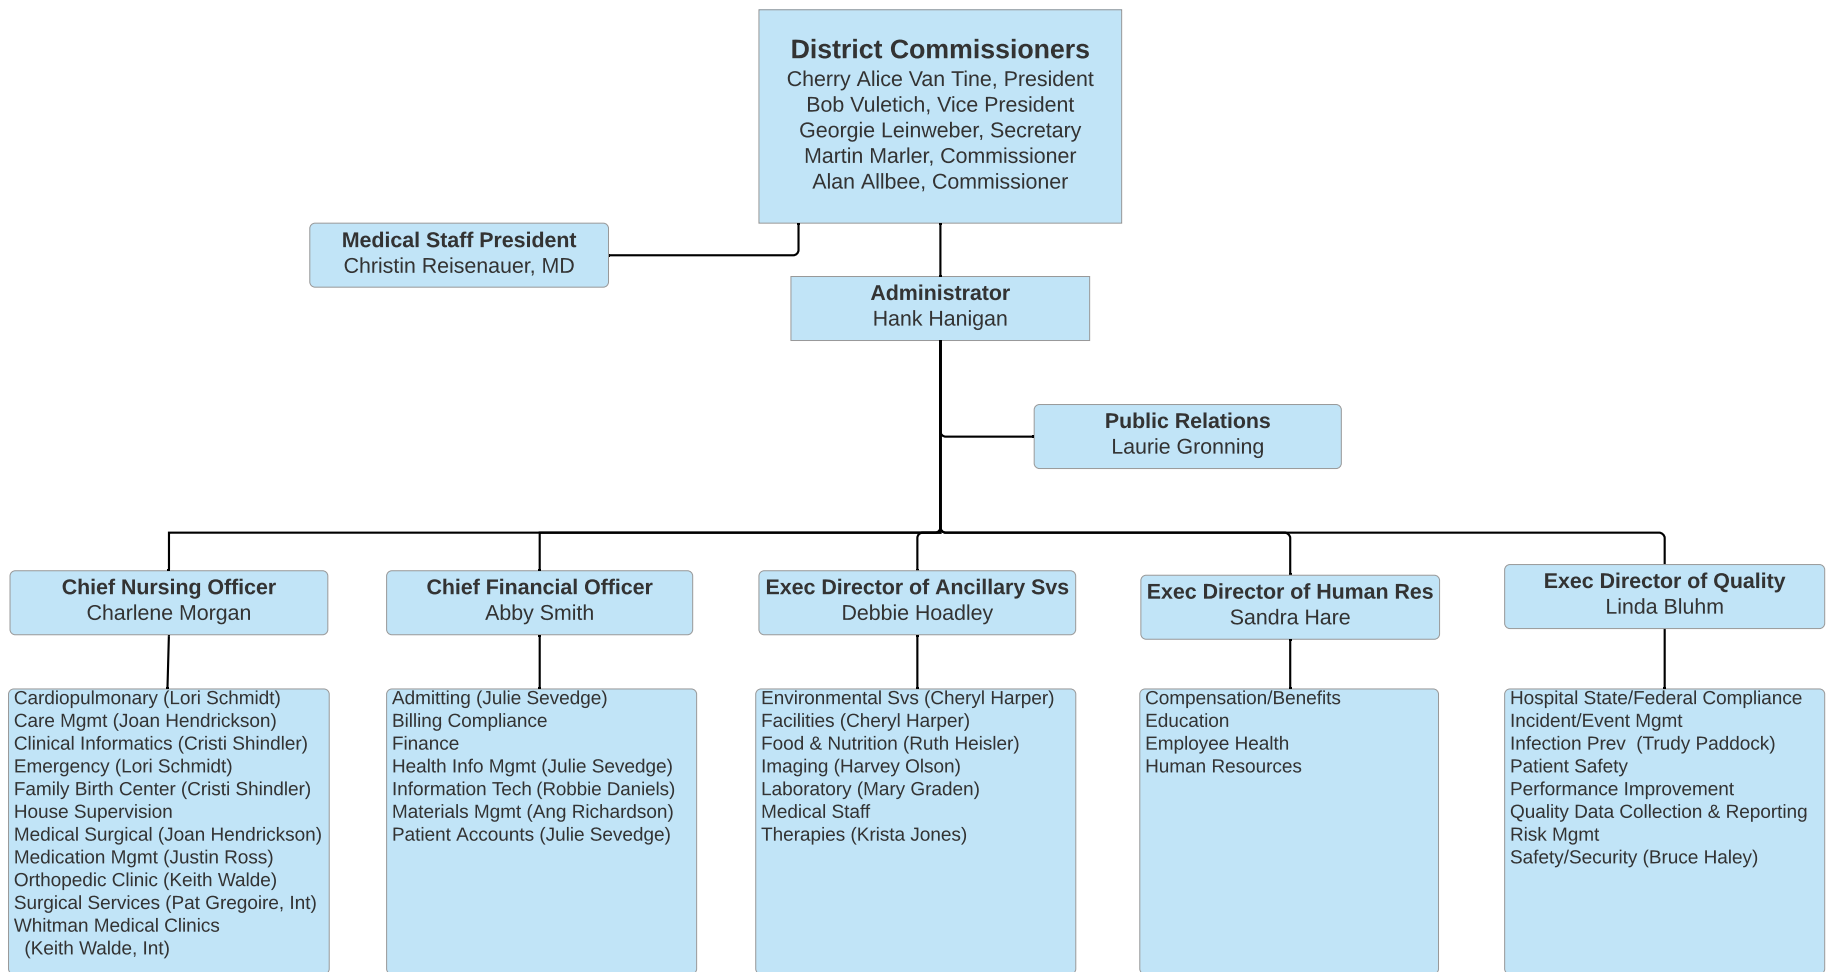 District Commissioners
Cherry Alice Van Tine, President
Bob Vuletich, Vice President
Georgie Leinweber, Secretary
Martin Marler, Commissioner
Alan Allbee, Commissioner
Medical Staff President
Christin Reisenauer, MD
Administrator
Hank Hanigan
Public Relations
Laurie Gronning
Chief Nursing Officer
Charlene Morgan
Chief Financial Officer
Abby Smith
Exec Director of Ancillary Svs
Debbie Hoadley
Exec Director of Human Res
Sandra Hare
Exec Director of Quality
Linda Bluhm
Cardiopulmonary (Lori Schmidt)
Care Mgmt (Joan Hendrickson)
Clinical Informatics (Cristi Shindler)
Emergency (Lori Schmidt)
Family Birth Center (Cristi Shindler)
House Supervision
Medical Surgical (Joan Hendrickson)
Medication Mgmt (Justin Ross)
Orthopedic Clinic (Keith Walde)
Surgical Services (Pat Gregoire, Int)
Whitman Medical Clinics
(Keith Walde, Int)
Admitting (Julie Sevedge)
Billing Compliance
Finance
Health Info Mgmt (Julie Sevedge)
Information Tech (Robbie Daniels)
Materials Mgmt (Ang Richardson)
Patient Accounts (Julie Sevedge)
Environmental Svs (Cheryl Harper)
Facilities (Cheryl Harper)
Food & Nutrition (Ruth Heisler)
Imaging (Harvey Olson)
Laboratory (Mary Graden)
Medical Staff
Therapies (Krista Jones)
Compensation/Benefits
Education
Employee Health
Human Resources
Hospital State/Federal Compliance
Incident/Event Mgmt
Infection Prev  (Trudy Paddock)
Patient Safety
Performance Improvement
Quality Data Collection & Reporting
Risk Mgmt
Safety/Security (Bruce Haley)